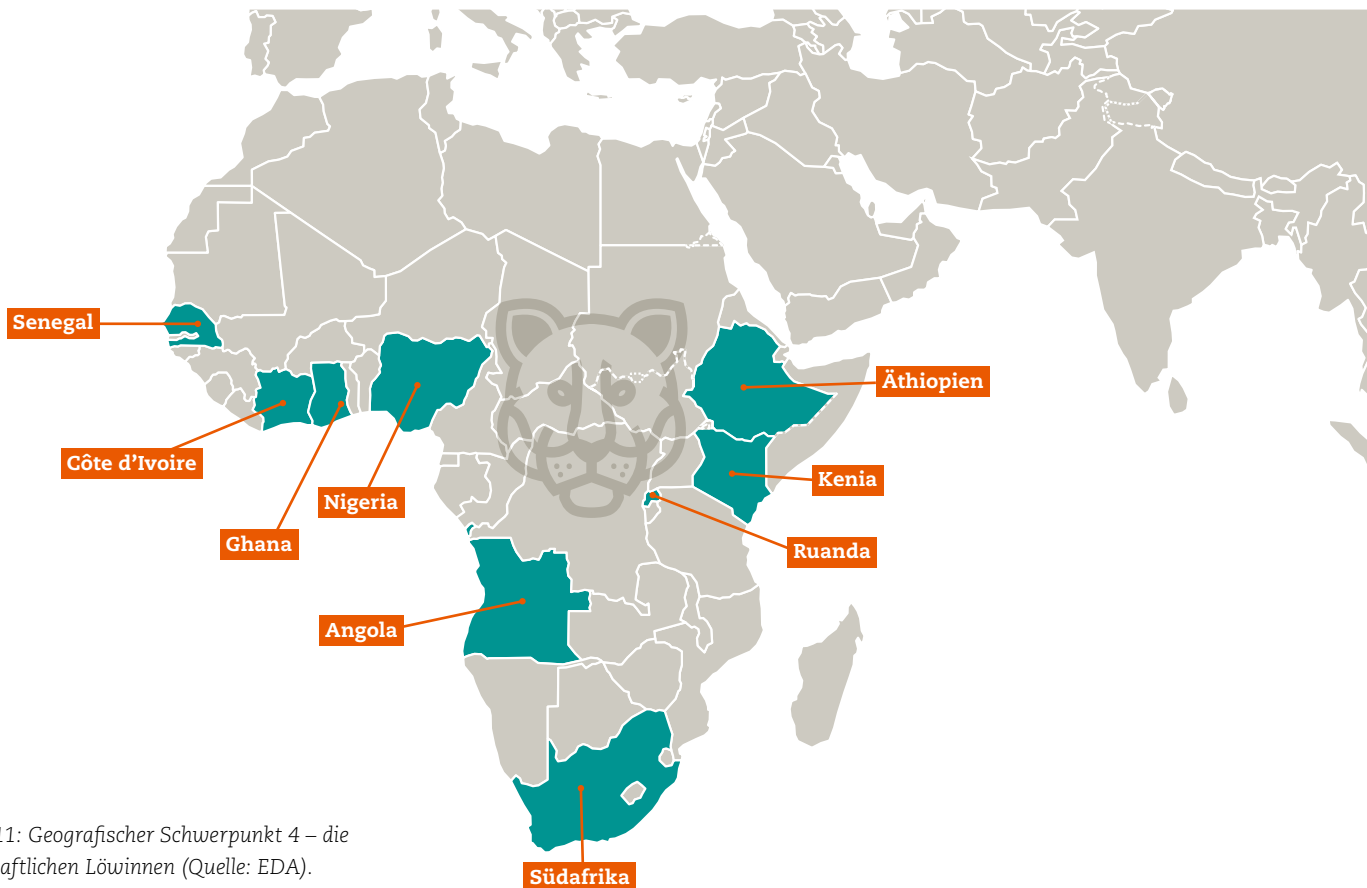 Senegal
Äthiopien
Côte d'Ivoire
Kenia
Nigeria
Ghana
Ruanda
Angola
11: Geografischer Schwerpunkt 4 – die
aftlichen Löwinnen (Quelle: EDA).
Südafrika